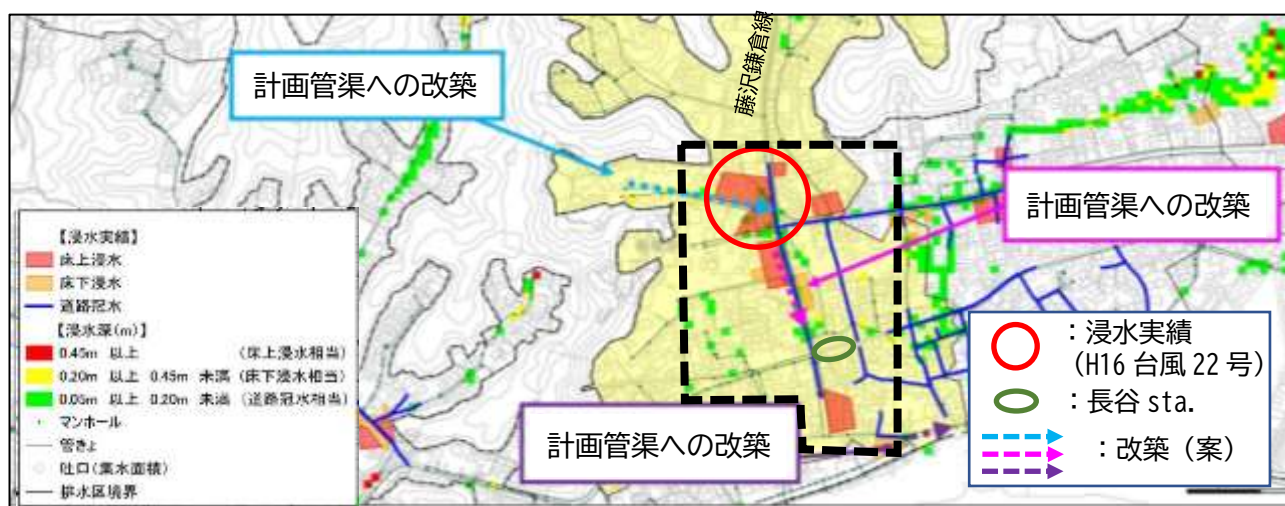 藤沢鎌倉線
計画管渠への改築
計画管渠への改築
計画管渠への改築
【浸水実績】
床上浸水
床下浸水
道路冠水
【浸水深(m)】
0.45m 以上 (床上浸水相当)
0.20m 以上 0.45m 未満 (床下浸水相当)
0.05m 以上 0.20m 未満 (道路冠水相当)
マンホール
管きょ
吐口(集水面積)
排水区境界
：浸水実績
(H16 台風 22 号)
：長谷 sta.
：改築（案）